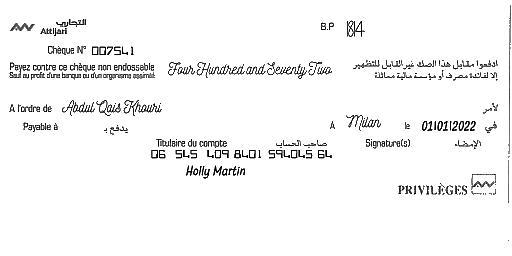 التجاري
Attijari
B.P 184
Chèque N° 007541
Payez contre ce chèque non endossable
Sauf au profit d'une banque ou d'un organisme assimilé
Four Hundred and Seventy Two
ادفعوا مقابل هذا الصك غير القابل للتظهير
إلا لفائدة مصرف أو مؤسسة مالية مماثلة
A l'ordre de Abdul Qais Khouri لأمر
Payable à يدفع بـ
A Milan le 01/01/2022 في
Titulaire du compte صاحب الحساب
Signature(s) الإمضاء
06 545 409 8401 594045 64
Holly Martin
PRIVILÈGES